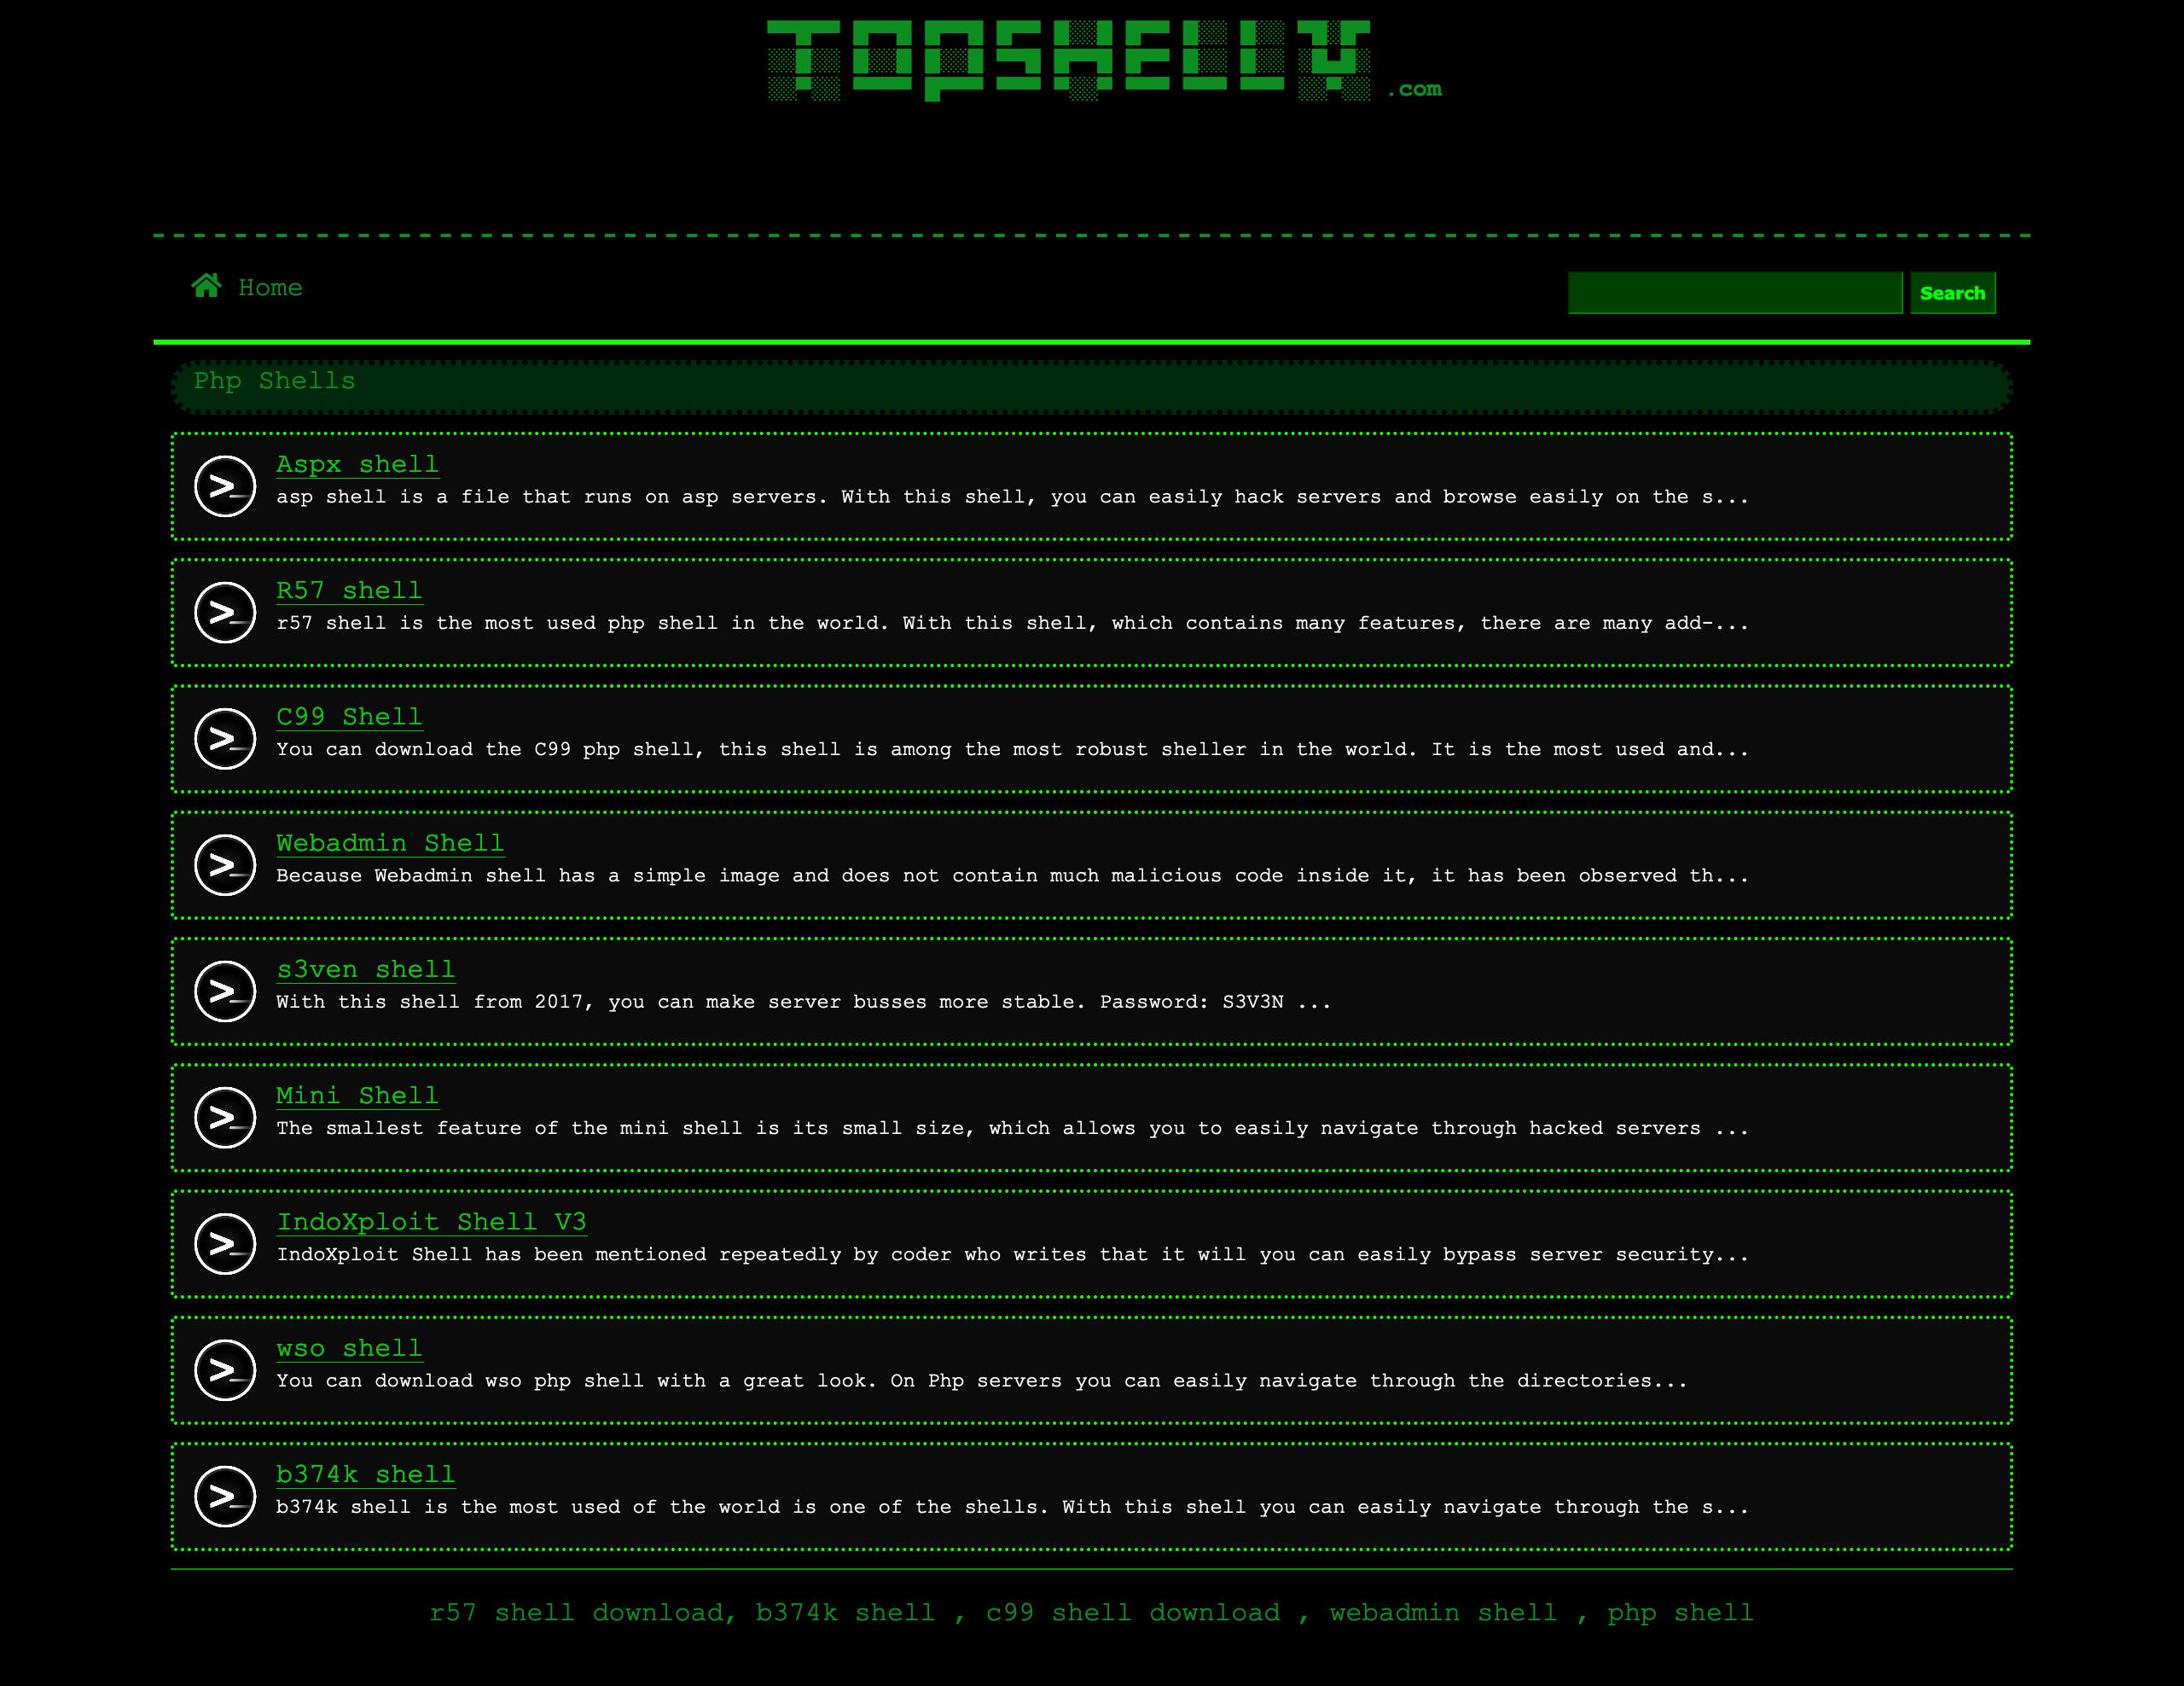 TOPSHELLX .com
Home
Search
Php Shells
Aspx shell
asp shell is a file that runs on asp servers. With this shell, you can easily hack servers and browse easily on the s...
R57 shell
r57 shell is the most used php shell in the world. With this shell, which contains many features, there are many add-...
C99 Shell
You can download the C99 php shell, this shell is among the most robust sheller in the world. It is the most used and...
Webadmin Shell
Because Webadmin shell has a simple image and does not contain much malicious code inside it, it has been observed th...
s3ven shell
With this shell from 2017, you can make server busses more stable. Password: S3V3N ...
Mini Shell
The smallest feature of the mini shell is its small size, which allows you to easily navigate through hacked servers ...
IndoXploit Shell V3
IndoXploit Shell has been mentioned repeatedly by coder who writes that it will you can easily bypass server security...
wso shell
You can download wso php shell with a great look. On Php servers you can easily navigate through the directories...
b374k shell
b374k shell is the most used of the world is one of the shells. With this shell you can easily navigate through the s...
r57 shell download, b374k shell , c99 shell download , webadmin shell , php shell